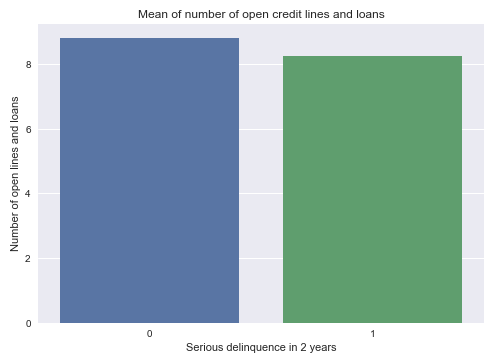 Mean of number of open credit lines and loans
Number of open lines and loans
8
6
4
2
0
0 1
Serious delinquence in 2 years